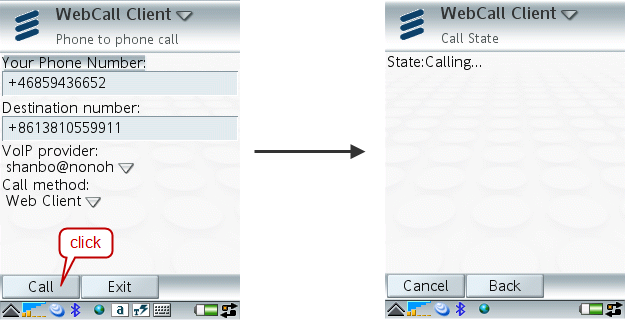 WebCall Client
Phone to phone call
Your Phone Number:
+46859436652
Destination number:
+8613810559911
VoIP provider:
shanbo@nonoh
Call method:
Web Client
click
Call Exit
a T
WebCall Client
Call State
State:Calling...
Cancel Back